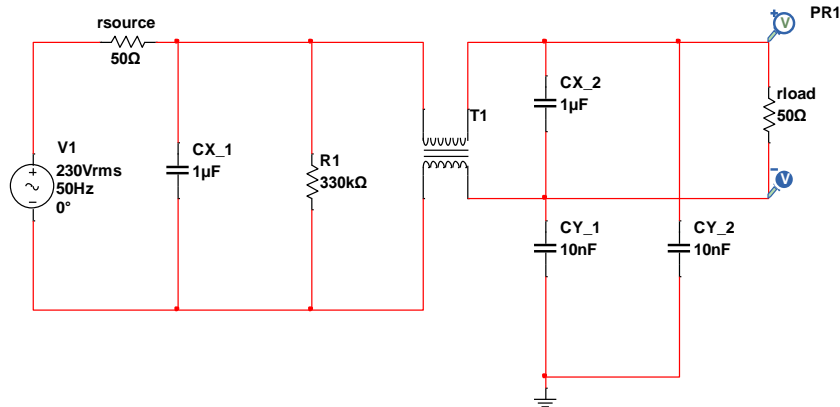 PR1
V
rsource
50Ω
CX_2
1µF
rload
50Ω
T1
V1
230Vrms
50Hz
0°
CX_1
1µF
R1
330kΩ
V
CY_1
10nF
CY_2
10nF